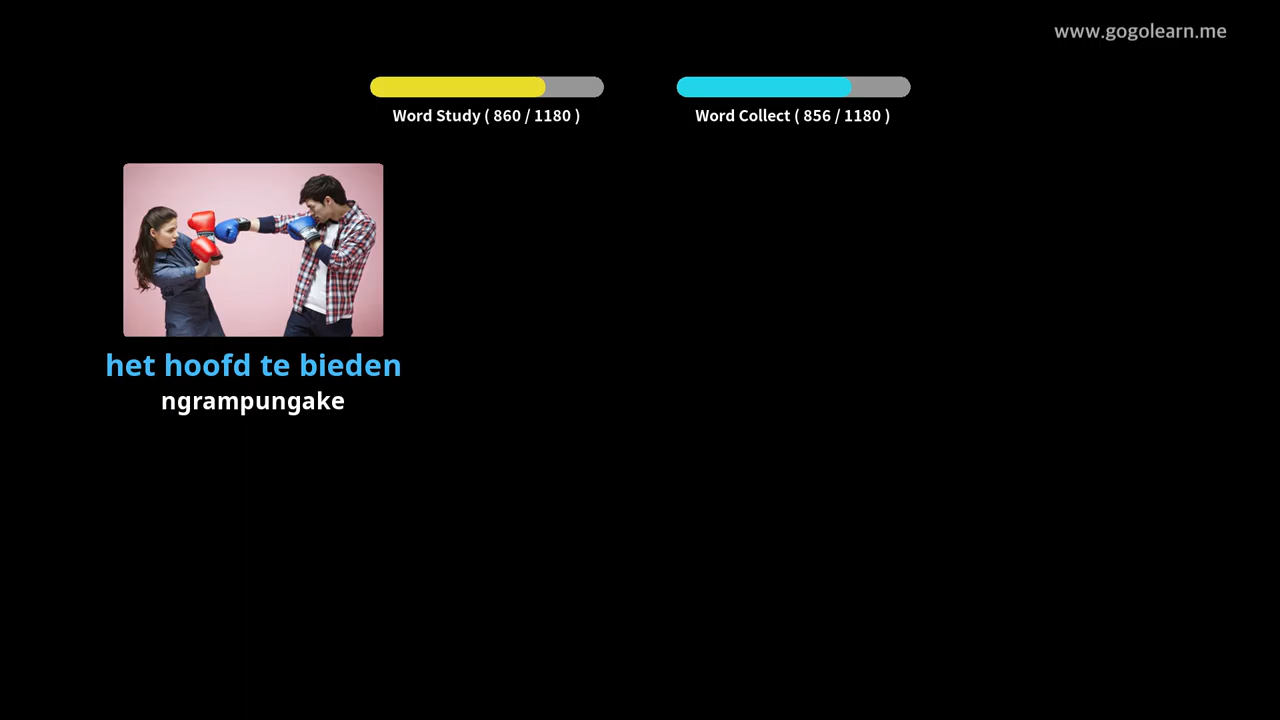 www.gogolearn.me
Word Study ( 860 / 1180 )
Word Collect ( 856 / 1180 )
het hoofd te bieden
ngrampungake